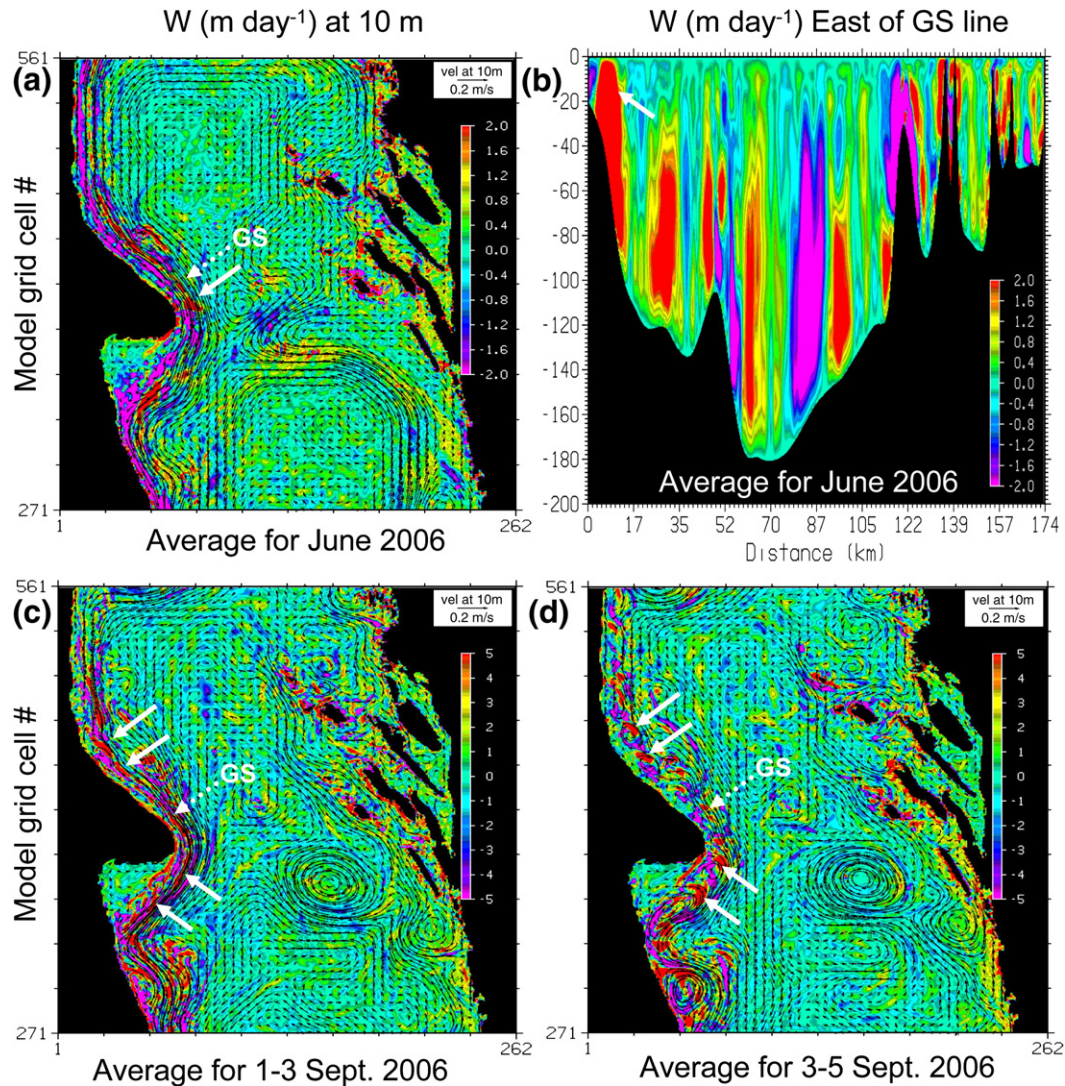 W (m day⁻¹) at 10 m
W (m day⁻¹) East of GS line
(a)
561
vel at 10m
0.2 m/s
2.0
1.6
1.2
0.8
0.4
0.0
-0.4
-0.8
-1.2
-1.6
-2.0
GS
Model grid cell #
271
1
262
Average for June 2006
(b)
0
-20
-40
-60
-80
-100
-120
-140
-160
-180
-200
2.0
1.6
1.2
0.8
0.4
0.0
-0.4
-0.8
-1.2
-1.6
-2.0
Average for June 2006
0 17 35 52 70 87 105 122 139 157 174
Distance (km)
(c)
561
vel at 10m
0.2 m/s
5
4
3
2
1
0
-1
-2
-3
-4
-5
GS
Model grid cell #
271
1
262
Average for 1-3 Sept. 2006
(d)
561
vel at 10m
0.2 m/s
5
4
3
2
1
0
-1
-2
-3
-4
-5
GS
271
1
262
Average for 3-5 Sept. 2006